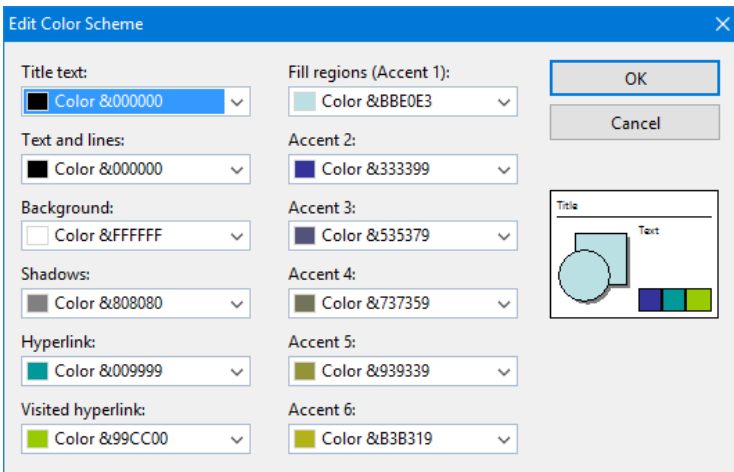 Edit Color Scheme
Title text:
Color &000000
Text and lines:
Color &000000
Background:
Color &FFFFFF
Shadows:
Color &808080
Hyperlink:
Color &009999
Visited hyperlink:
Color &99CC00
Fill regions (Accent 1):
Color &BBE0E3
Accent 2:
Color &333399
Accent 3:
Color &535379
Accent 4:
Color &737359
Accent 5:
Color &939339
Accent 6:
Color &B3B319
OK
Cancel
Title
Text